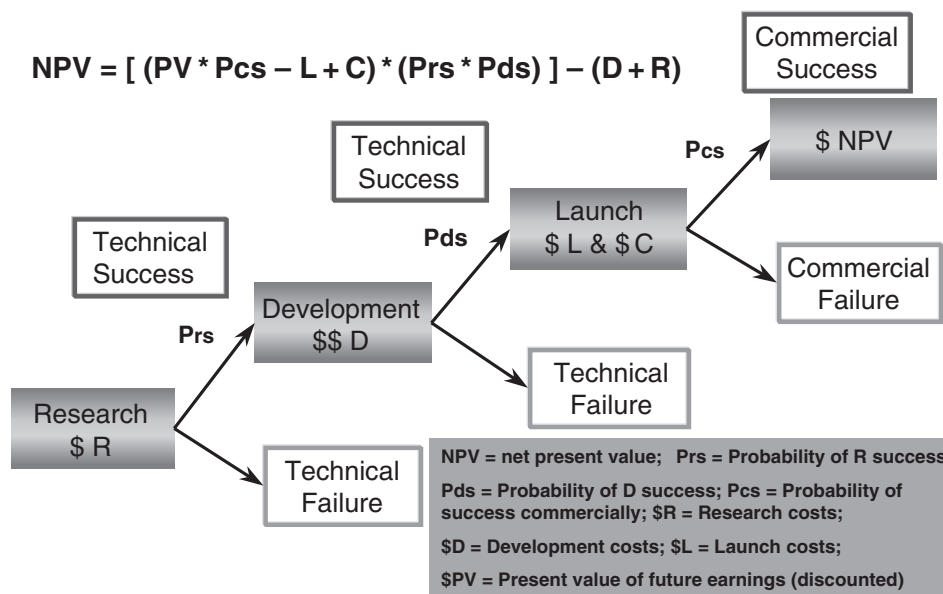 NPV = [ (PV * Pcs – L + C) * (Prs * Pds) ] – (D + R)
Commercial
Success
$ NPV
Pcs
Technical
Success
Launch
$ L & $ C
Pds
Commercial
Failure
Technical
Success
Development
$$ D
Prs
Technical
Failure
Research
$ R
Technical
Failure
NPV = net present value; Prs = Probability of R success
Pds = Probability of D success; Pcs = Probability of
success commercially; $R = Research costs;
$D = Development costs; $L = Launch costs;
$PV = Present value of future earnings (discounted)